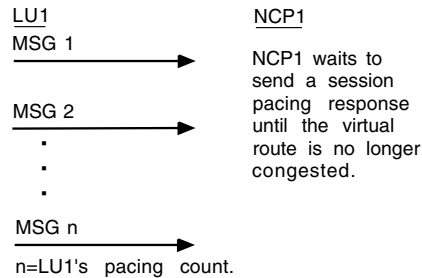 LU1
MSG 1
MSG 2
MSG n
n=LU1's pacing count.
NCP1
NCP1 waits to
send a session
pacing response
until the virtual
route is no longer
congested.